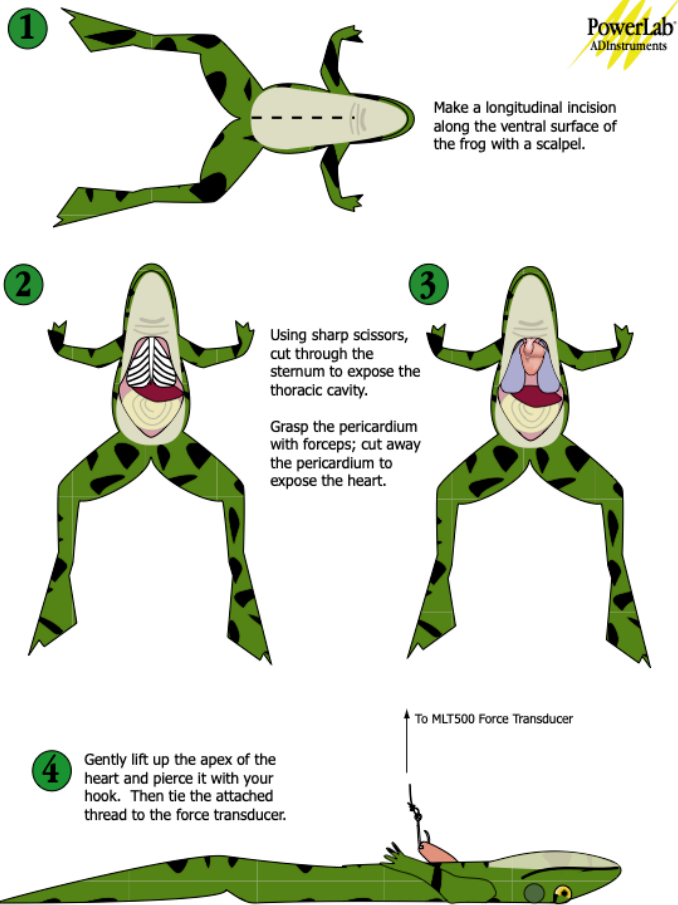 1
PowerLab
ADInstruments
Make a longitudinal incision
along the ventral surface of
the frog with a scalpel.
2
Using sharp scissors,
cut through the
sternum to expose the
thoracic cavity.
Grasp the pericardium
with forceps; cut away
the pericardium to
expose the heart.
3
To MLT500 Force Transducer
4
Gently lift up the apex of the
heart and pierce it with your
hook. Then tie the attached
thread to the force transducer.